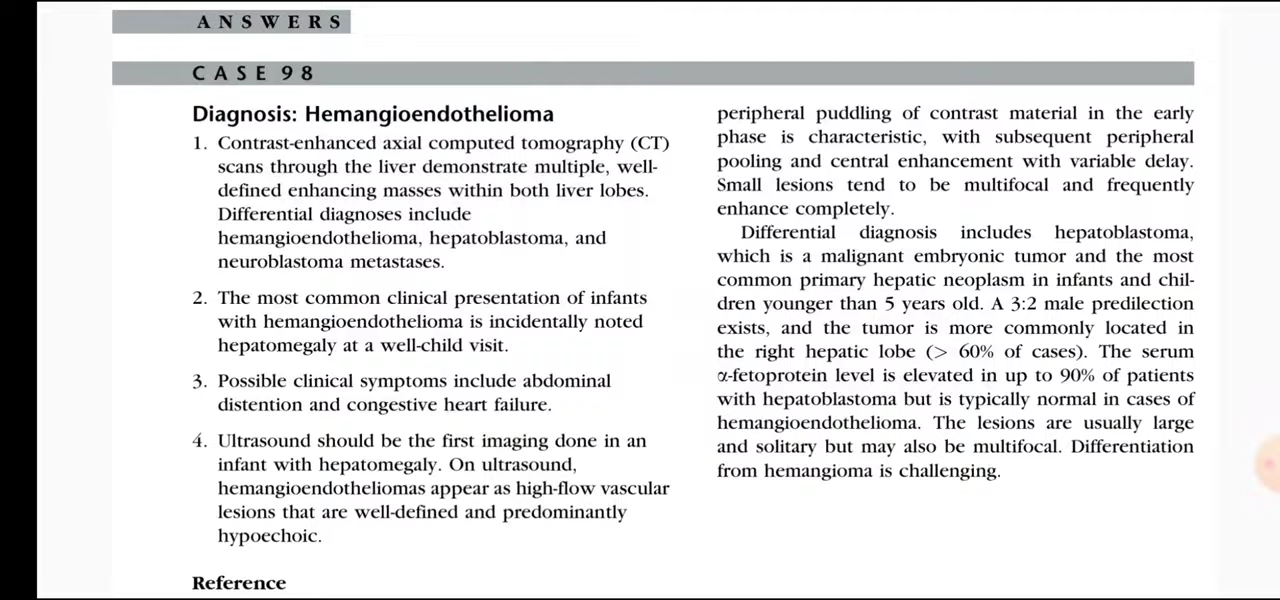 ANSWERS
CASE 98
Diagnosis: Hemangioendothelioma
1. Contrast-enhanced axial computed tomography (CT)
scans through the liver demonstrate multiple, well-
defined enhancing masses within both liver lobes.
Differential diagnoses include
hemangioendothelioma, hepatoblastoma, and
neuroblastoma metastases.
2. The most common clinical presentation of infants
with hemangioendothelioma is incidentally noted
hepatomegaly at a well-child visit.
3. Possible clinical symptoms include abdominal
distention and congestive heart failure.
4. Ultrasound should be the first imaging done in an
infant with hepatomegaly. On ultrasound,
hemangioendotheliomas appear as high-flow vascular
lesions that are well-defined and predominantly
hypoechoic.
Reference
peripheral puddling of contrast material in the early
phase is characteristic, with subsequent peripheral
pooling and central enhancement with variable delay.
Small lesions tend to be multifocal and frequently
enhance completely.
Differential diagnosis includes hepatoblastoma,
which is a malignant embryonic tumor and the most
common primary hepatic neoplasm in infants and chil-
dren younger than 5 years old. A 3:2 male predilection
exists, and the tumor is more commonly located in
the right hepatic lobe (> 60% of cases). The serum
α-fetoprotein level is elevated in up to 90% of patients
with hepatoblastoma but is typically normal in cases of
hemangioendothelioma. The lesions are usually large
and solitary but may also be multifocal. Differentiation
from hemangioma is challenging.